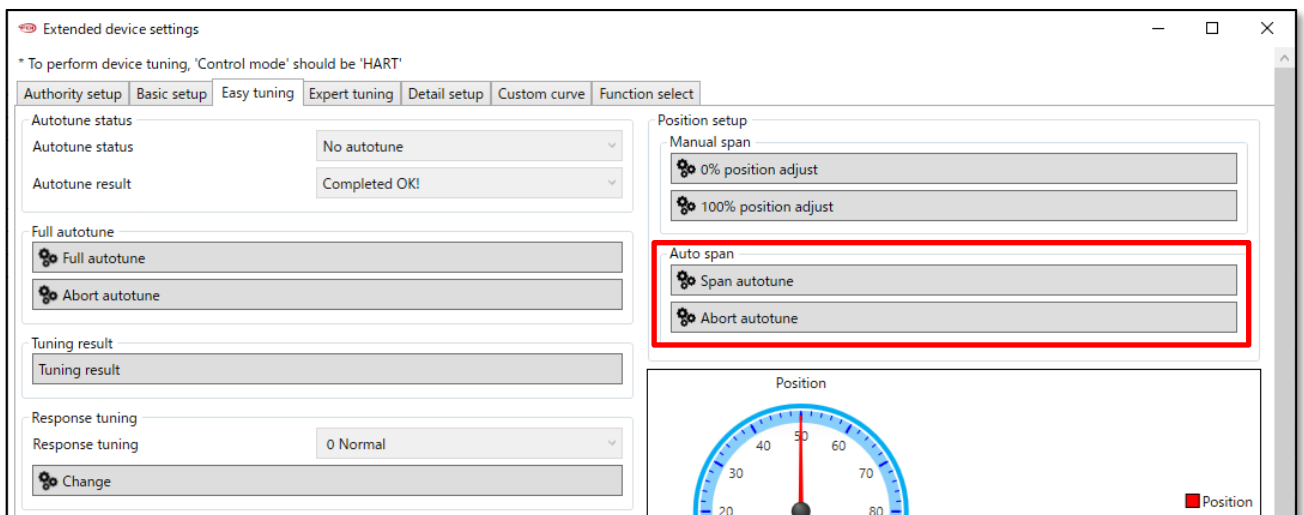 Extended device settings
* To perform device tuning, 'Control mode' should be 'HART'
Authority setup Basic setup Easy tuning Expert tuning Detail setup Custom curve Function select
Autotune status
Autotune status No autotune
Autotune result Completed OK!
Full autotune
Full autotune
Abort autotune
Tuning result
Tuning result
Response tuning
Response tuning 0 Normal
Change
Position setup
Manual span
0% position adjust
100% position adjust
Auto span
Span autotune
Abort autotune
Position
50
40 60
30 70
20 80
Position